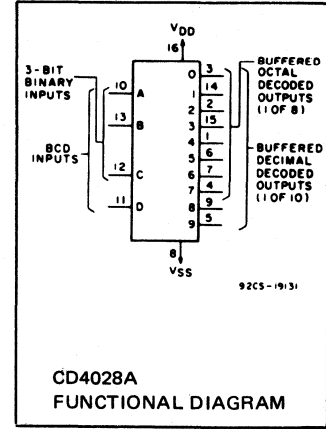 VDD
16
3-BIT
BINARY
INPUTS
BCD
INPUTS
10 A
13 B
12 C
11 D
0 3
1 14
2 2
3 15
4 1
5 6
6 7
7 4
8 9
9 5
BUFFERED
OCTAL
DECODED
OUTPUTS
(1 OF 8)
BUFFERED
DECIMAL
DECODED
OUTPUTS
(1 OF 10)
8
VSS
92CS-19131
CD4028A
FUNCTIONAL DIAGRAM